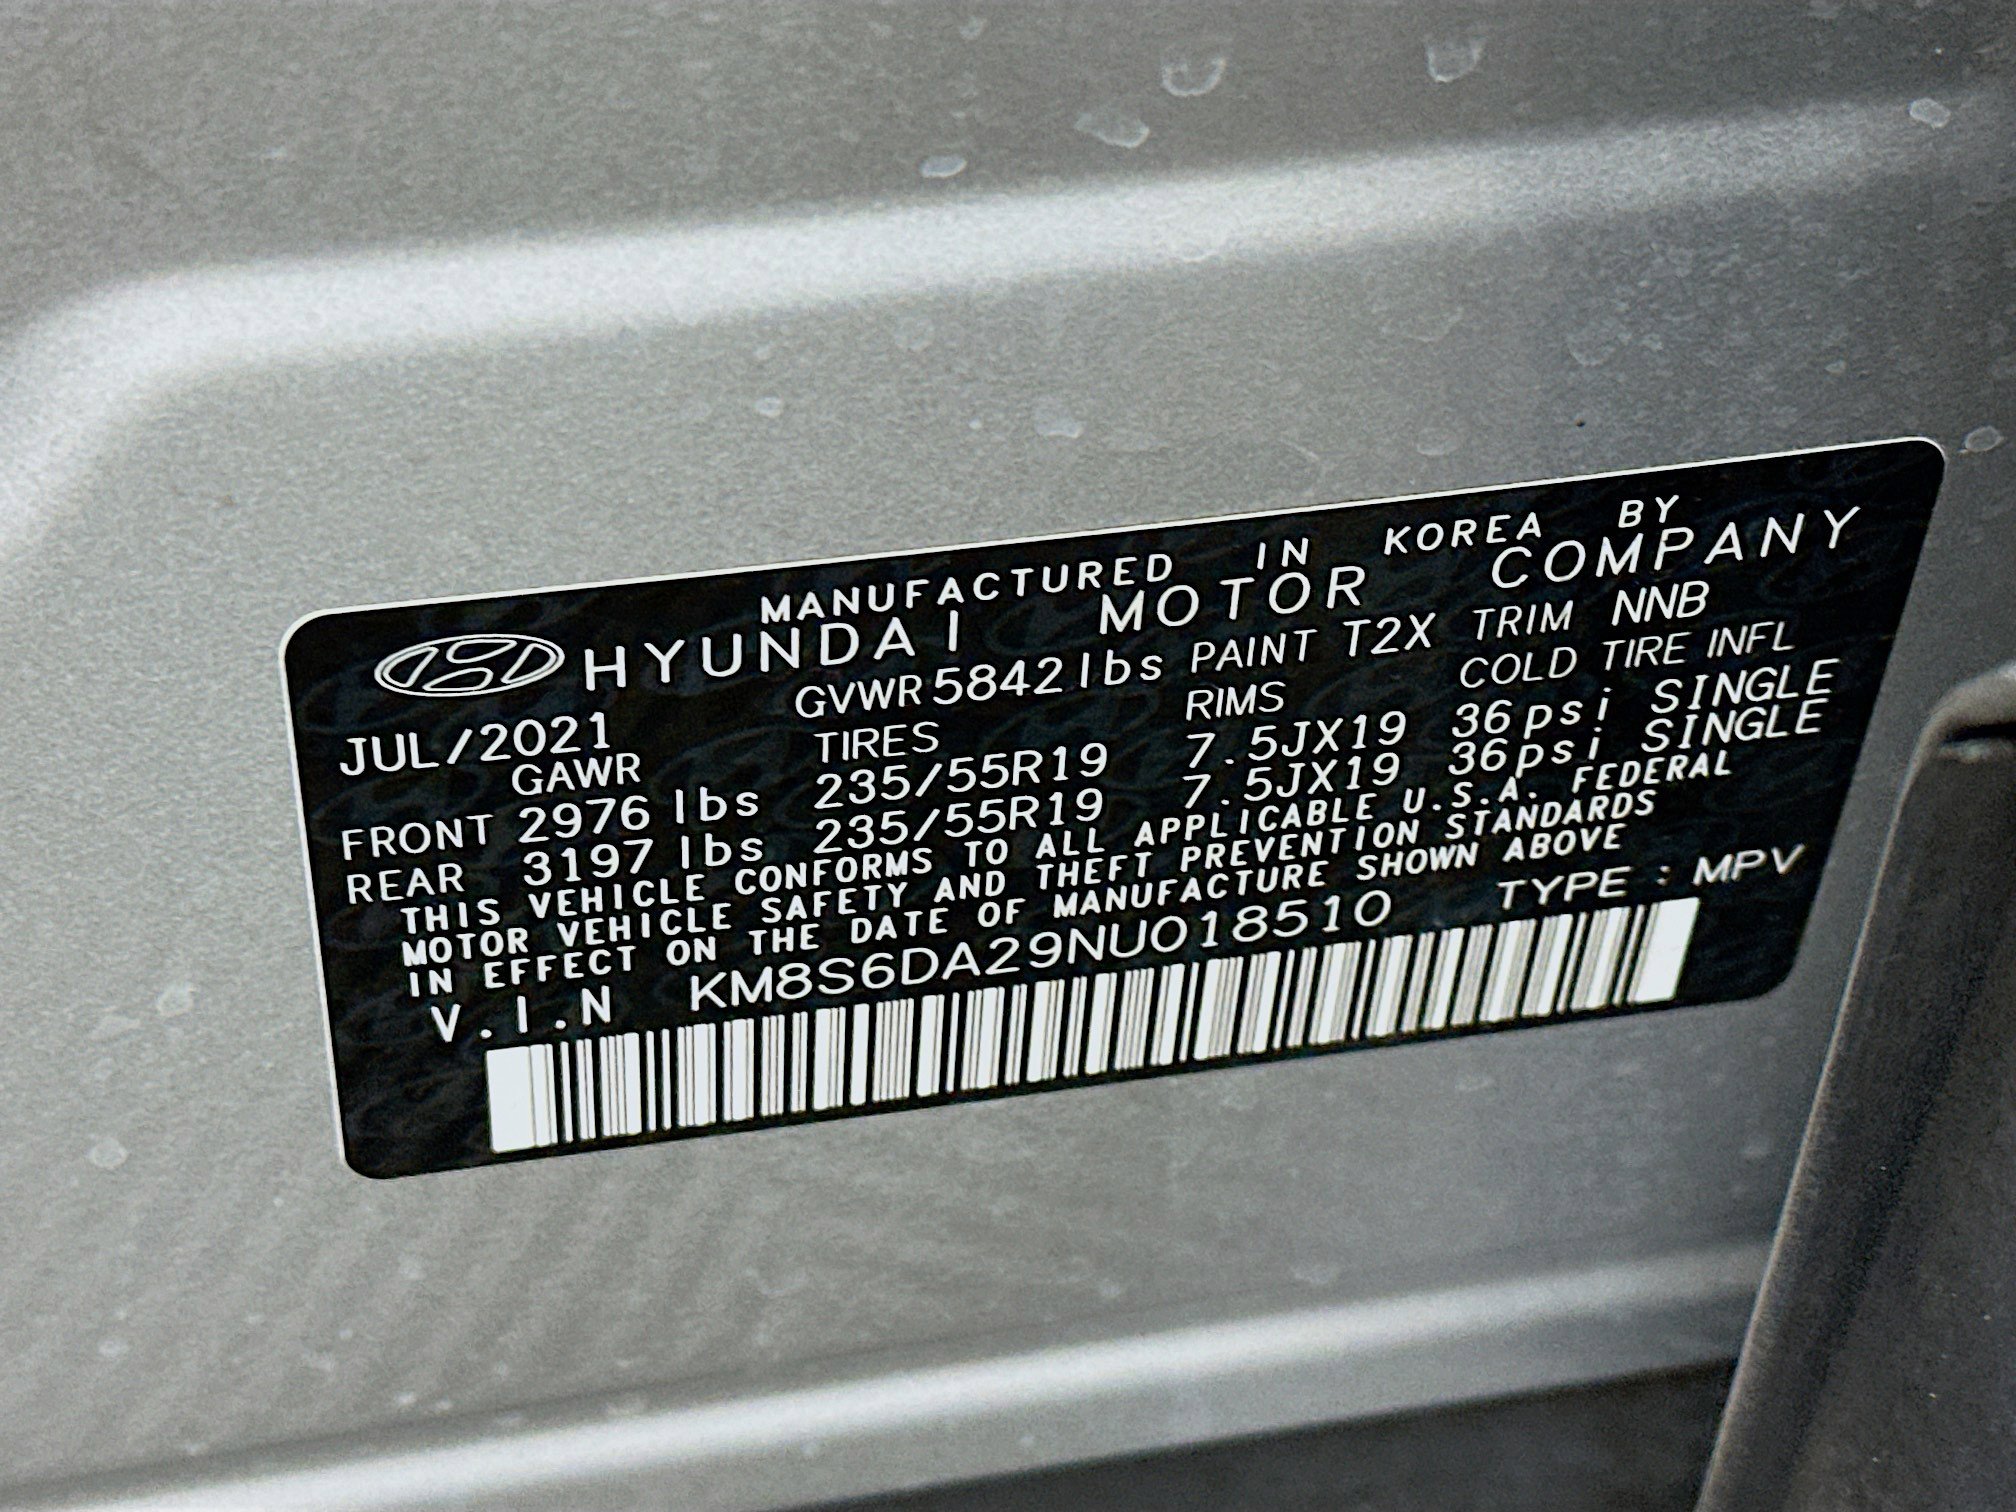 MANUFACTURED IN KOREA BY
HYUNDAI MOTOR COMPANY
JUL/2021 GVWR 5842 lbs PAINT T2X TRIM NNB
GAWR TIRES RIMS COLD TIRE INFL
FRONT 2976 lbs 235/55R19 7.5JX19 36psi SINGLE
REAR 3197 lbs 235/55R19 7.5JX19 36psi SINGLE
THIS VEHICLE CONFORMS TO ALL APPLICABLE U.S.A. FEDERAL
MOTOR VEHICLE SAFETY AND THEFT PREVENTION STANDARDS
IN EFFECT ON THE DATE OF MANUFACTURE SHOWN ABOVE
V.I.N KM8S6DA29NU018510 TYPE : MPV